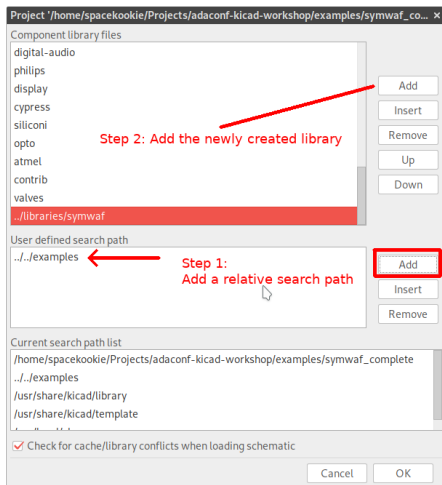 Project '/home/spacekookie/Projects/adaconf-kicad-workshop/examples/symwaf_co... ×
Component library files
digital-audio
philips
display
cypress
siliconi
opto
atmel
contrib
valves
../libraries/symwaf
Add
Insert
Remove
Up
Down
Step 2: Add the newly created library
User defined search path
../../examples
Step 1:
Add a relative search path
Add
Insert
Remove
Current search path list
/home/spacekookie/Projects/adaconf-kicad-workshop/examples/symwaf_complete
../../examples
/usr/share/kicad/library
/usr/share/kicad/template
Check for cache/library conflicts when loading schematic
Cancel
OK